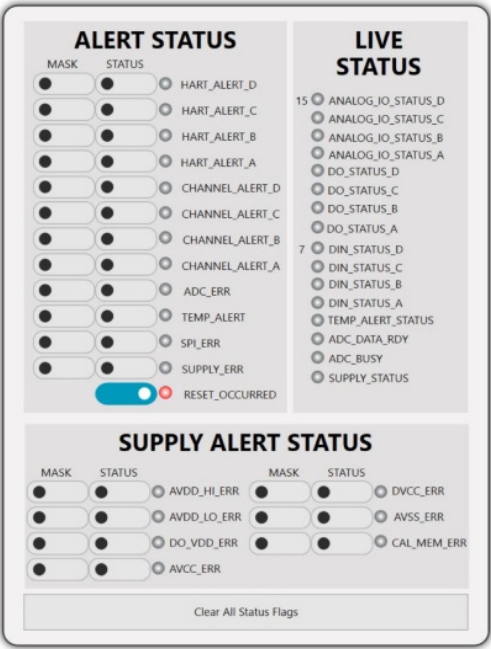 ALERT STATUS
MASK STATUS
HART_ALERT_D
HART_ALERT_C
HART_ALERT_B
HART_ALERT_A
CHANNEL_ALERT_D
CHANNEL_ALERT_C
CHANNEL_ALERT_B
CHANNEL_ALERT_A
ADC_ERR
TEMP_ALERT
SPI_ERR
SUPPLY_ERR
RESET_OCCURRED
LIVE
STATUS
15 ANALOG_IO_STATUS_D
ANALOG_IO_STATUS_C
ANALOG_IO_STATUS_B
ANALOG_IO_STATUS_A
DO_STATUS_D
DO_STATUS_C
DO_STATUS_B
DO_STATUS_A
7 DIN_STATUS_D
DIN_STATUS_C
DIN_STATUS_B
DIN_STATUS_A
TEMP_ALERT_STATUS
ADC_DATA_RDY
ADC_BUSY
SUPPLY_STATUS
SUPPLY ALERT STATUS
MASK STATUS MASK STATUS
AVDD_HI_ERR DVCC_ERR
AVDD_LO_ERR AVSS_ERR
DO_VDD_ERR CAL_MEM_ERR
AVCC_ERR
Clear All Status Flags